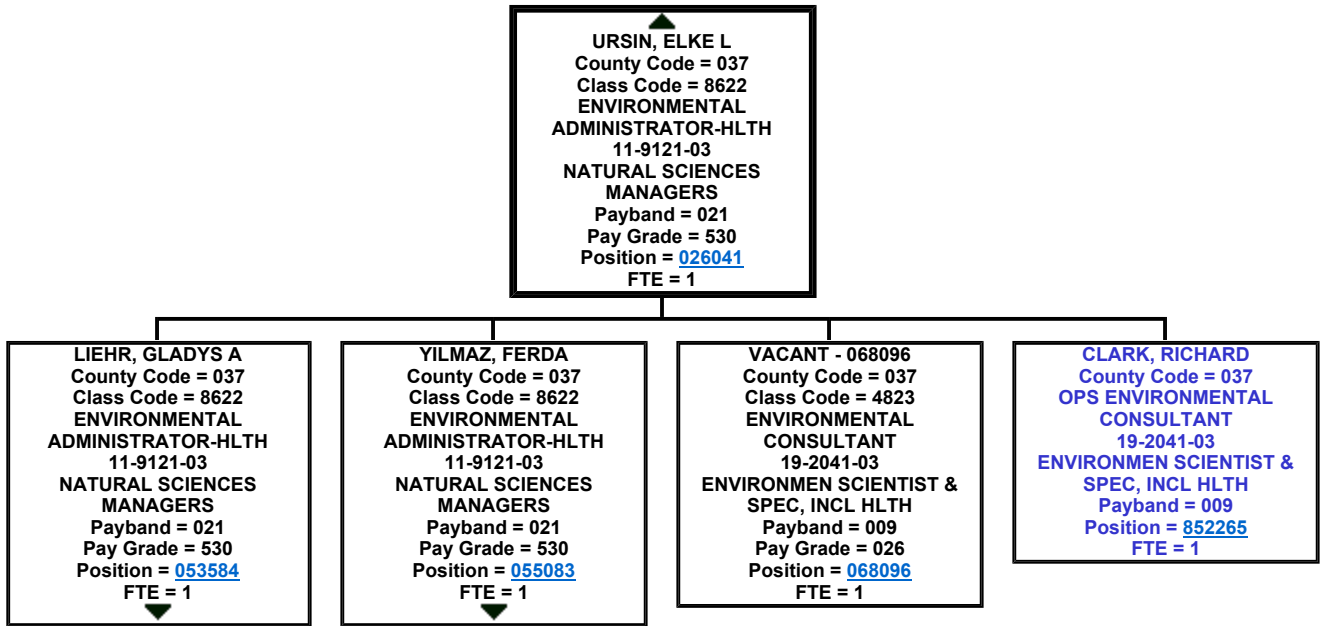 URSIN, ELKE L
County Code = 037
Class Code = 8622
ENVIRONMENTAL
ADMINISTRATOR-HLTH
11-9121-03
NATURAL SCIENCES
MANAGERS
Payband = 021
Pay Grade = 530
Position = 026041
FTE = 1
LIEHR, GLADYS A
County Code = 037
Class Code = 8622
ENVIRONMENTAL
ADMINISTRATOR-HLTH
11-9121-03
NATURAL SCIENCES
MANAGERS
Payband = 021
Pay Grade = 530
Position = 053584
FTE = 1
YILMAZ, FERDA
County Code = 037
Class Code = 8622
ENVIRONMENTAL
ADMINISTRATOR-HLTH
11-9121-03
NATURAL SCIENCES
MANAGERS
Payband = 021
Pay Grade = 530
Position = 055083
FTE = 1
VACANT - 068096
County Code = 037
Class Code = 4823
ENVIRONMENTAL
CONSULTANT
19-2041-03
ENVIRONMEN SCIENTIST &
SPEC, INCL HLTH
Payband = 009
Pay Grade = 026
Position = 068096
FTE = 1
CLARK, RICHARD
County Code = 037
OPS ENVIRONMENTAL
CONSULTANT
19-2041-03
ENVIRONMEN SCIENTIST &
SPEC, INCL HLTH
Payband = 009
Position = 852265
FTE = 1